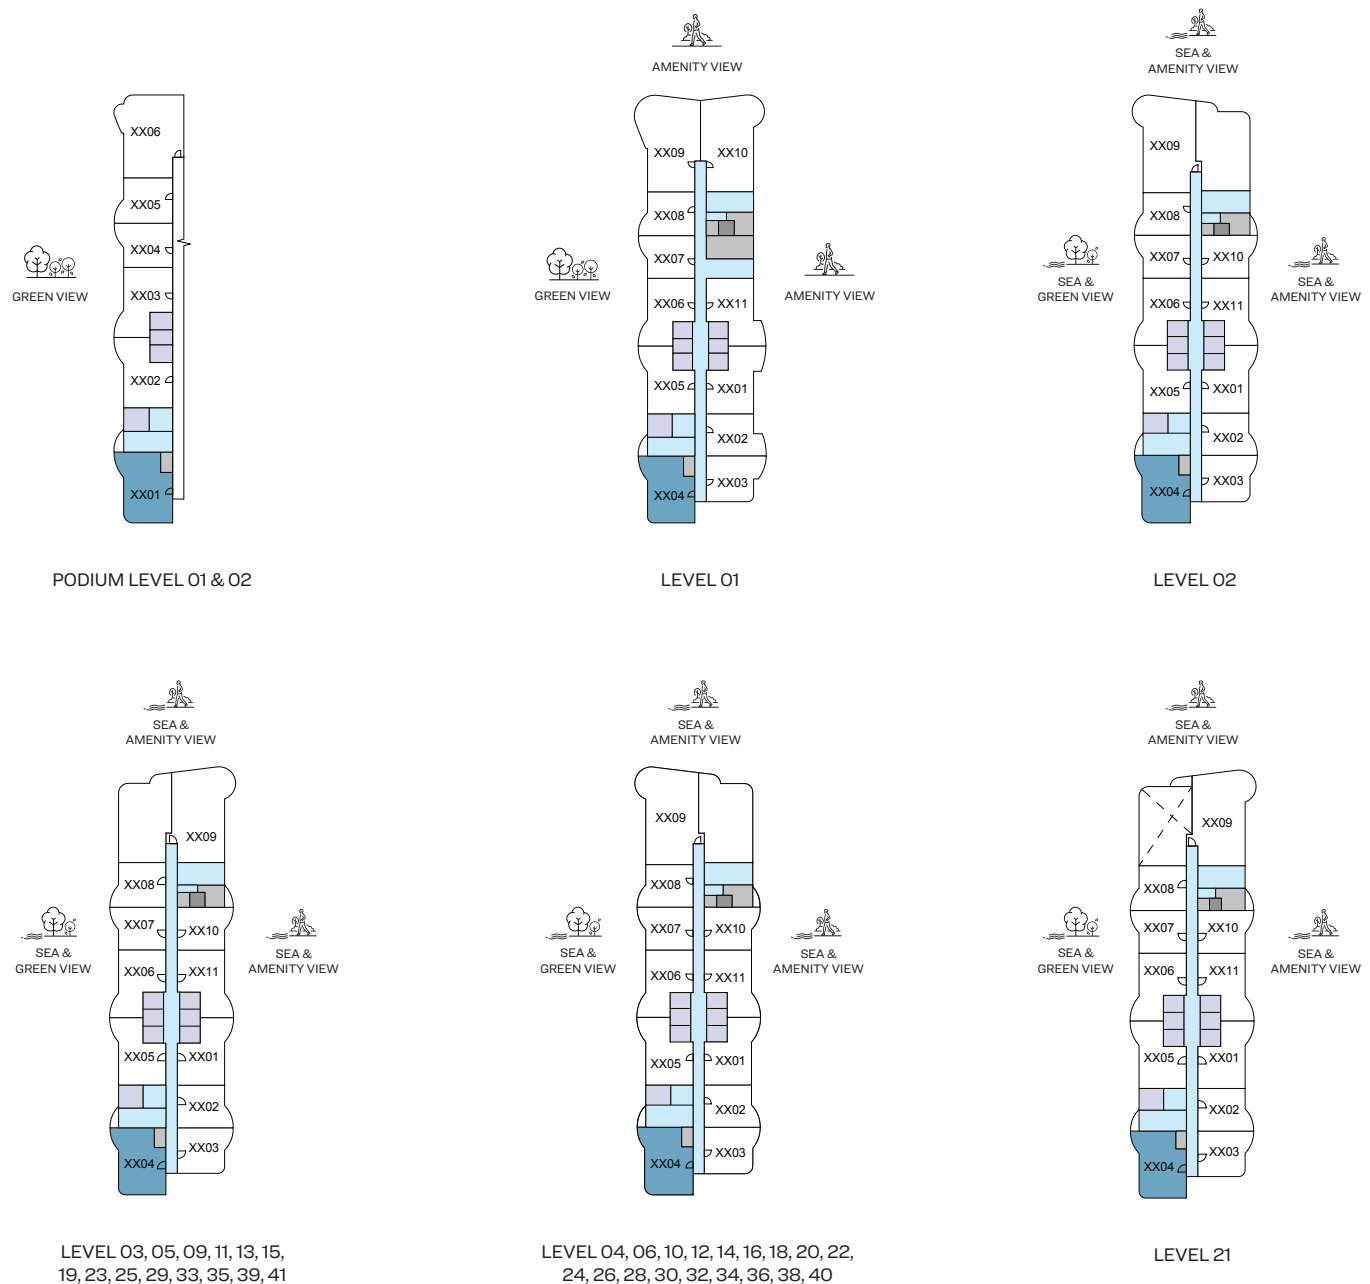 AMENITY VIEW
SEA &
AMENITY VIEW
XX06
XX05
XX04
XX03
XX02
XX01
GREEN VIEW
PODIUM LEVEL 01 & 02
XX09
XX10
XX08
XX07
XX06
XX11
XX05
XX01
XX02
XX04
XX03
GREEN VIEW
AMENITY VIEW
LEVEL 01
XX09
XX08
XX07
XX10
XX06
XX11
XX05
XX01
XX02
XX04
XX03
SEA &
GREEN VIEW
SEA &
AMENITY VIEW
LEVEL 02
SEA &
AMENITY VIEW
XX09
XX08
XX07
XX10
XX06
XX11
XX05
XX01
XX02
XX04
XX03
SEA &
GREEN VIEW
SEA &
AMENITY VIEW
LEVEL 03, 05, 09, 11, 13, 15,
19, 23, 25, 29, 33, 35, 39, 41
SEA &
AMENITY VIEW
XX09
XX08
XX07
XX10
XX06
XX11
XX05
XX01
XX02
XX04
XX03
SEA &
GREEN VIEW
SEA &
AMENITY VIEW
LEVEL 04, 06, 10, 12, 14, 16, 18, 20, 22,
24, 26, 28, 30, 32, 34, 36, 38, 40
SEA &
AMENITY VIEW
XX09
XX08
XX07
XX10
XX06
XX11
XX05
XX01
XX02
XX04
XX03
SEA &
GREEN VIEW
SEA &
AMENITY VIEW
LEVEL 21